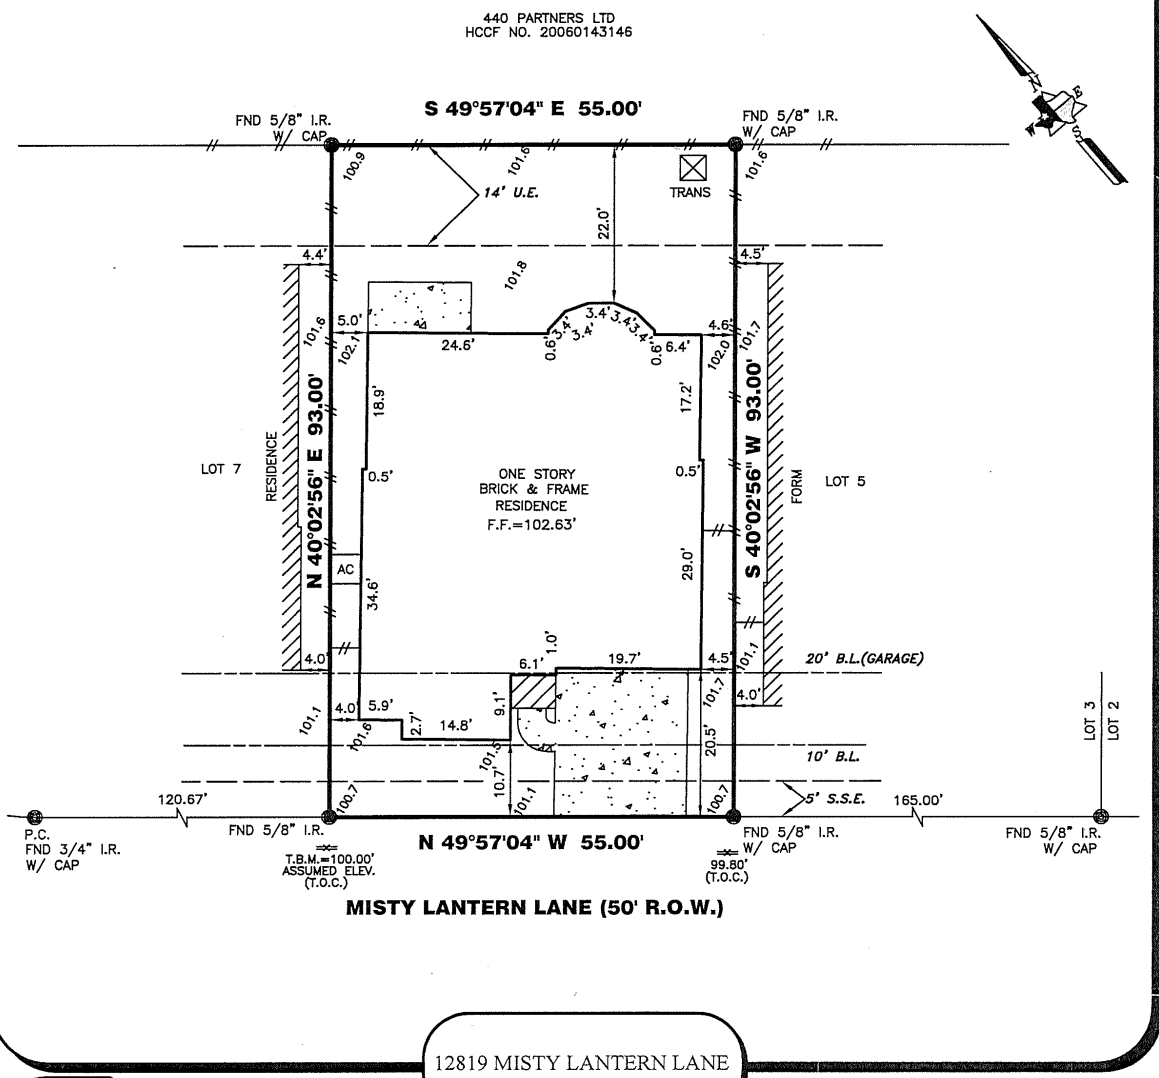 440 PARTNERS LTD
HCCF NO. 20060143146
N
E
W
S
S 49°57'04" E 55.00'
FND 5/8" I.R.
W/ CAP
FND 5/8" I.R.
W/ CAP
100.9
101.6
101.6
14' U.E.
TRANS
22.0'
4.4'
4.5'
101.8
101.6
5.0'
102.1
24.6'
0.6'
3.4'
3.4'
3.4'
3.4'
3.4'
0.6'
6.4'
4.6'
102.0
101.7
18.9'
17.2'
N 40°02'56" E 93.00'
S 40°02'56" W 93.00'
LOT 7
RESIDENCE
0.5'
ONE STORY
BRICK & FRAME
RESIDENCE
F.F.=102.63'
0.5'
FORM
LOT 5
AC
34.6'
29.0'
4.0'
6.1'
1.0'
19.7'
4.5'
101.1
20' B.L.(GARAGE)
101.1
4.0'
101.6
5.9'
2.7'
14.8'
9.1'
101.7
4.0'
20.5'
LOT 3
LOT 2
101.5
10' B.L.
10.7'
101.1
100.7
100.7
5' S.S.E.
120.67'
165.00'
P.C.
FND 3/4" I.R.
W/ CAP
FND 5/8" I.R.
N 49°57'04" W 55.00'
FND 5/8" I.R.
W/ CAP
FND 5/8" I.R.
W/ CAP
T.B.M.=100.00'
ASSUMED ELEV.
(T.O.C.)
99.80'
(T.O.C.)
MISTY LANTERN LANE (50' R.O.W.)
12819 MISTY LANTERN LANE